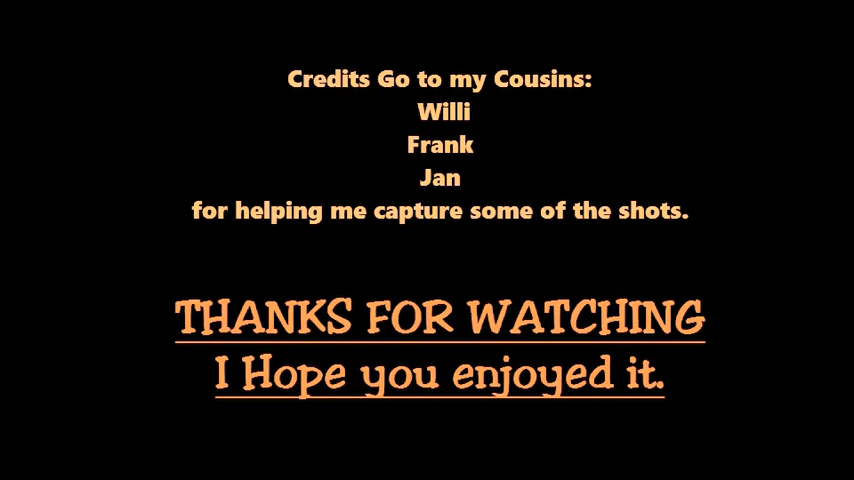 Credits Go to my Cousins:
Willi
Frank
Jan
for helping me capture some of the shots.
THANKS FOR WATCHING
I Hope you enjoyed it.